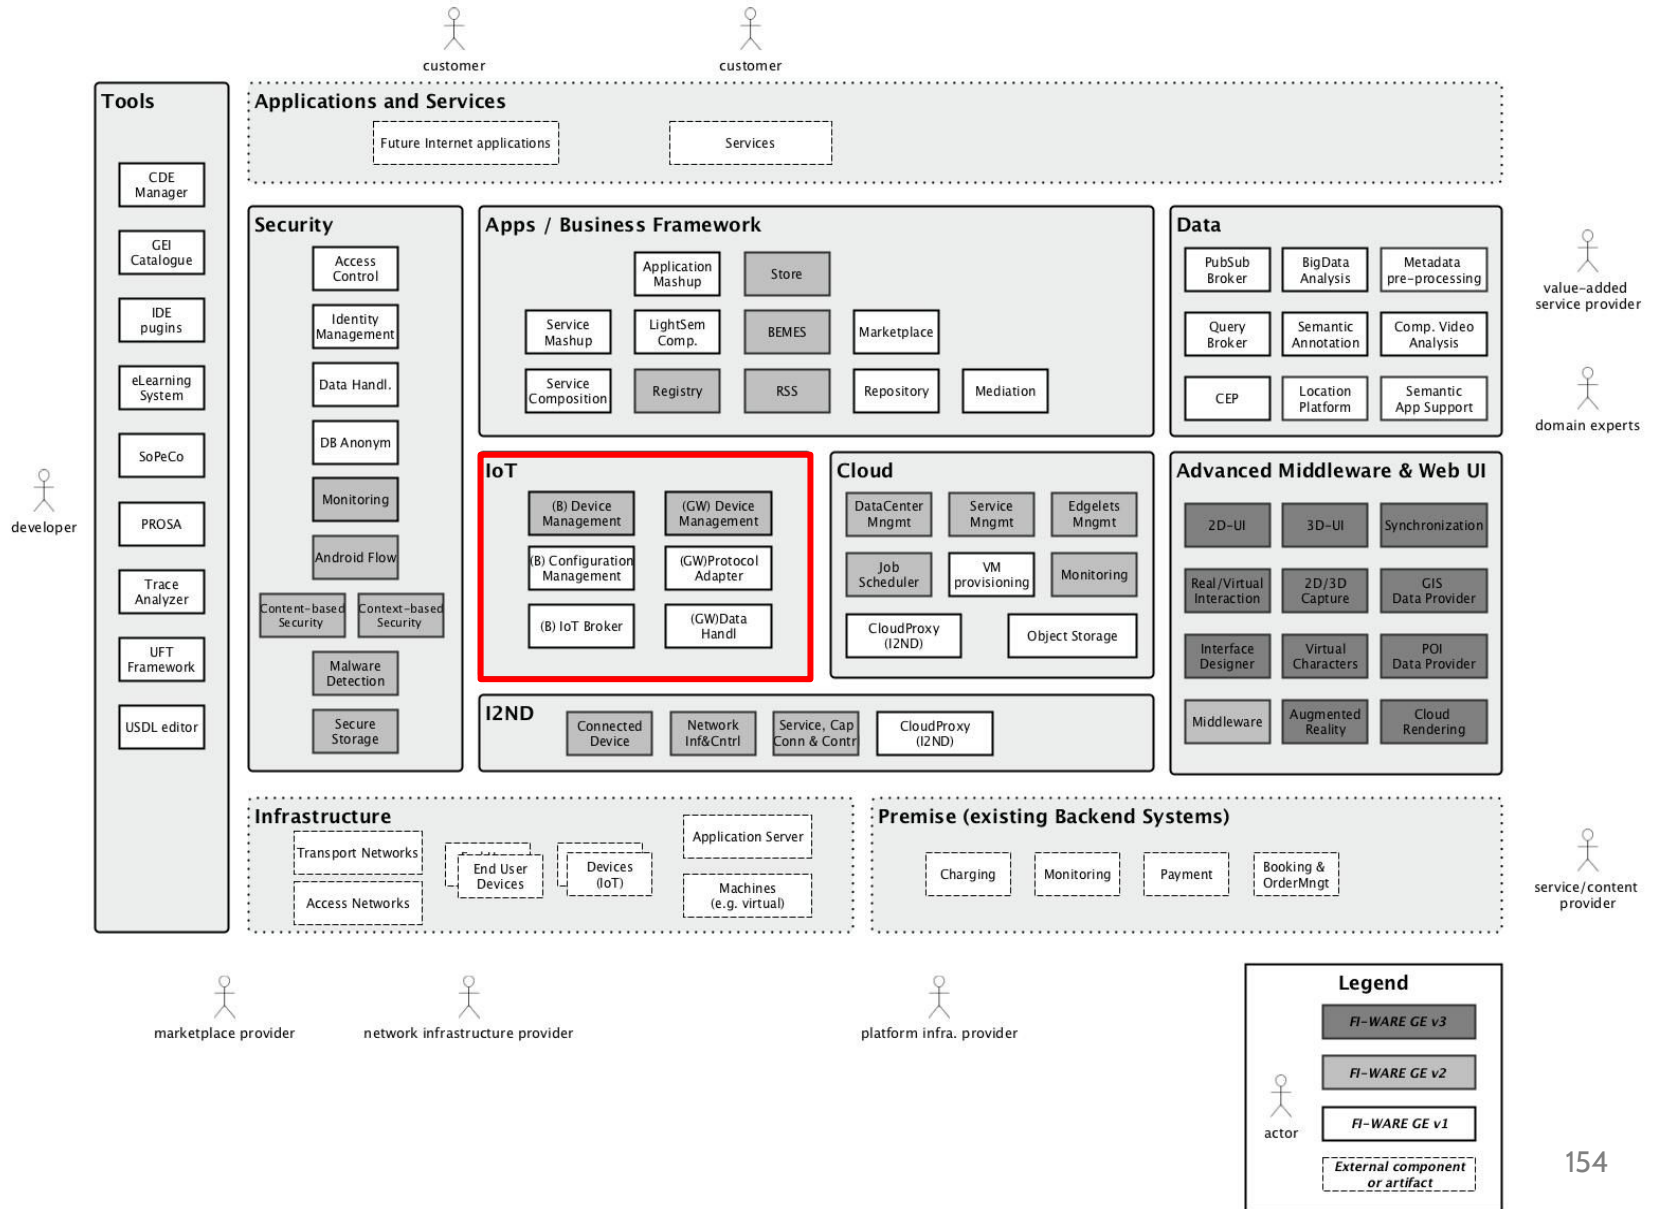 customer
customer
Tools
CDE
Manager
GEI
Catalogue
IDE
pugins
eLearning
System
SoPeCo
PROSA
Trace
Analyzer
UFT
Framework
USDL editor
Applications and Services
Future Internet applications
Services
Security
Access
Control
Identity
Management
Data Handl.
DB Anonym
Monitoring
Android Flow
Content-based
Security
Context-based
Security
Malware
Detection
Secure
Storage
Apps / Business Framework
Application
Mashup
Store
Service
Mashup
LightSem
Comp.
BEMES
Marketplace
Service
Composition
Registry
RSS
Repository
Mediation
Data
PubSub
Broker
BigData
Analysis
Metadata
pre-processing
Query
Broker
Semantic
Annotation
Comp. Video
Analysis
CEP
Location
Platform
Semantic
App Support
value-added
service provider
domain experts
developer
IoT
(B) Device
Management
(GW) Device
Management
(B) Configuration
Management
(GW)Protocol
Adapter
(B) IoT Broker
(GW)Data
Handl
Cloud
DataCenter
Mngmt
Service
Mngmt
Edgelets
Mngmt
Job
Scheduler
VM
provisioning
Monitoring
CloudProxy
(I2ND)
Object Storage
Advanced Middleware & Web UI
2D-UI
3D-UI
Synchronization
Real/Virtual
Interaction
2D/3D
Capture
GIS
Data Provider
Interface
Designer
Virtual
Characters
POI
Data Provider
Middleware
Augmented
Reality
Cloud
Rendering
I2ND
Connected
Device
Network
Inf&Cntrl
Service, Cap
Conn & Contr
CloudProxy
(I2ND)
Infrastructure
Transport Networks
Access Networks
End User
Devices
Devices
(IoT)
Application Server
Machines
(e.g. virtual)
Premise (existing Backend Systems)
Charging
Monitoring
Payment
Booking &
OrderMngt
service/content
provider
marketplace provider
network infrastructure provider
platform infra. provider
Legend
FI-WARE GE v3
FI-WARE GE v2
FI-WARE GE v1
External component
or artifact
actor
154